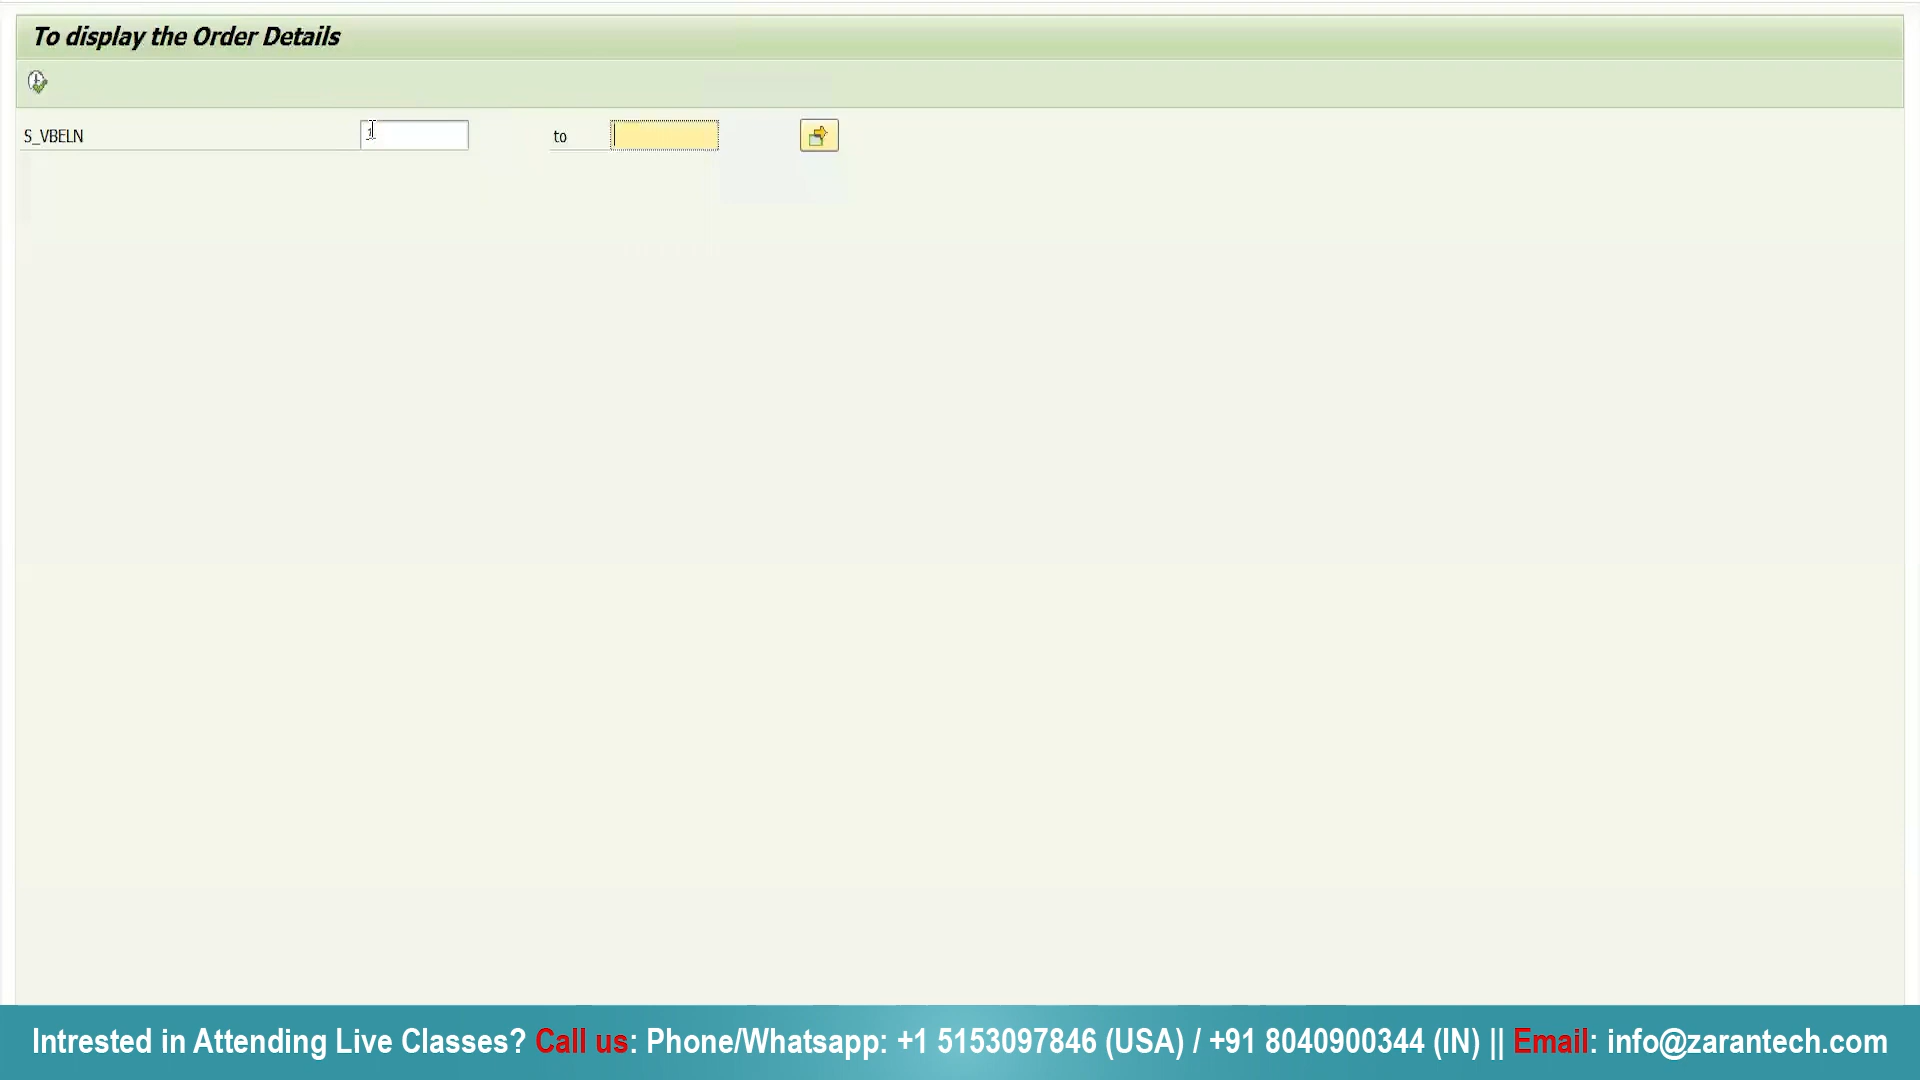 To display the Order Details
S_VBELN 1 to
Intrested in Attending Live Classes? Call us: Phone/Whatsapp: +1 5153097846 (USA) / +91 8040900344 (IN) || Email: info@zarantech.com